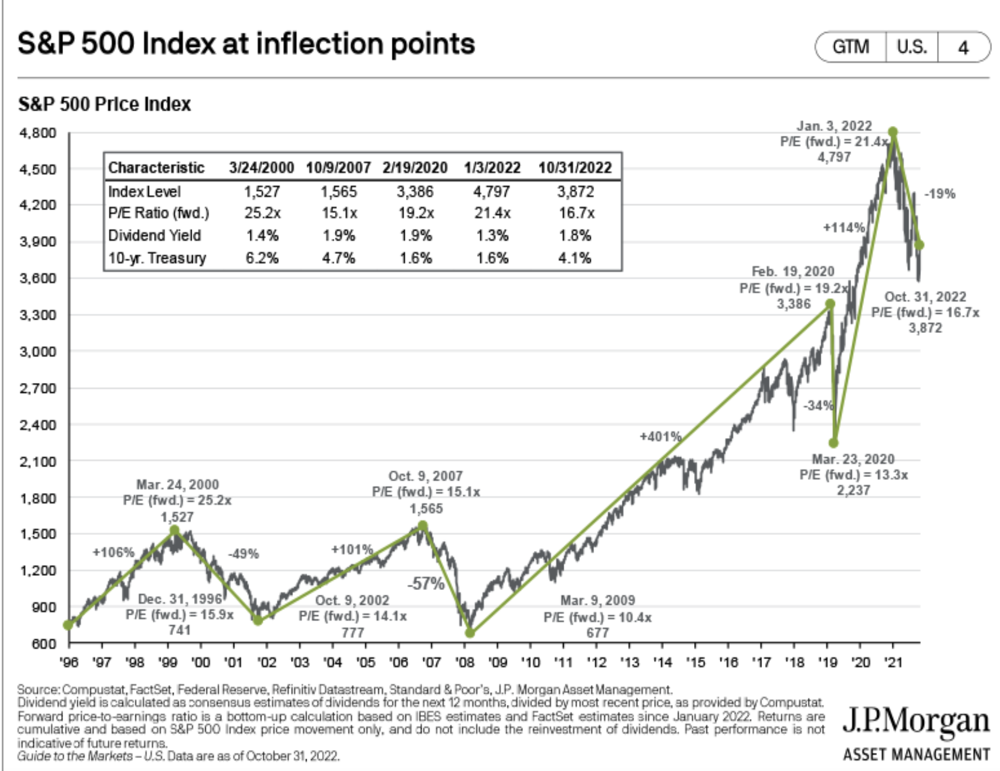 S&P 500 Index at inflection points
GTM U.S. 4
S&P 500 Price Index
4,800
4,500
4,200
3,900
3,600
3,300
3,000
2,700
2,400
2,100
1,800
1,500
1,200
900
600
Characteristic 3/24/2000 10/9/2007 2/19/2020 1/3/2022 10/31/2022
Index Level 1,527 1,565 3,386 4,797 3,872
P/E Ratio (fwd.) 25.2x 15.1x 19.2x 21.4x 16.7x
Dividend Yield 1.4% 1.9% 1.9% 1.3% 1.8%
10-yr. Treasury 6.2% 4.7% 1.6% 1.6% 4.1%
Jan. 3, 2022
P/E (fwd.) = 21.4x
4,797
-19%
+114%
Feb. 19, 2020
P/E (fwd.) = 19.2x
3,386
Oct. 31, 2022
P/E (fwd.) = 16.7x
3,872
-34%
+401%
Mar. 23, 2020
P/E (fwd.) = 13.3x
2,237
Mar. 24, 2000
P/E (fwd.) = 25.2x
1,527
Oct. 9, 2007
P/E (fwd.) = 15.1x
1,565
+106%
-49%
+101%
-57%
Dec. 31, 1996
P/E (fwd.) = 15.9x
741
Oct. 9, 2002
P/E (fwd.) = 14.1x
777
Mar. 9, 2009
P/E (fwd.) = 10.4x
677
'96 '97 '98 '99 '00 '01 '02 '03 '04 '05 '06 '07 '08 '09 '10 '11 '12 '13 '14 '15 '16 '17 '18 '19 '20 '21
Source: Compustat, FactSet, Federal Reserve, Refinitiv Datastream, Standard & Poor's, J.P. Morgan Asset Management.
Dividend yield is calculated as consensus estimates of dividends for the next 12 months, divided by most recent price, as provided by Compustat.
Forward price-to-earnings ratio is a bottom-up calculation based on IBES estimates and FactSet estimates since January 2022. Returns are
cumulative and based on S&P 500 Index price movement only, and do not include the reinvestment of dividends. Past performance is not
indicative of future returns.
Guide to the Markets – U.S. Data are as of October 31, 2022.
J.P.Morgan
ASSET MANAGEMENT